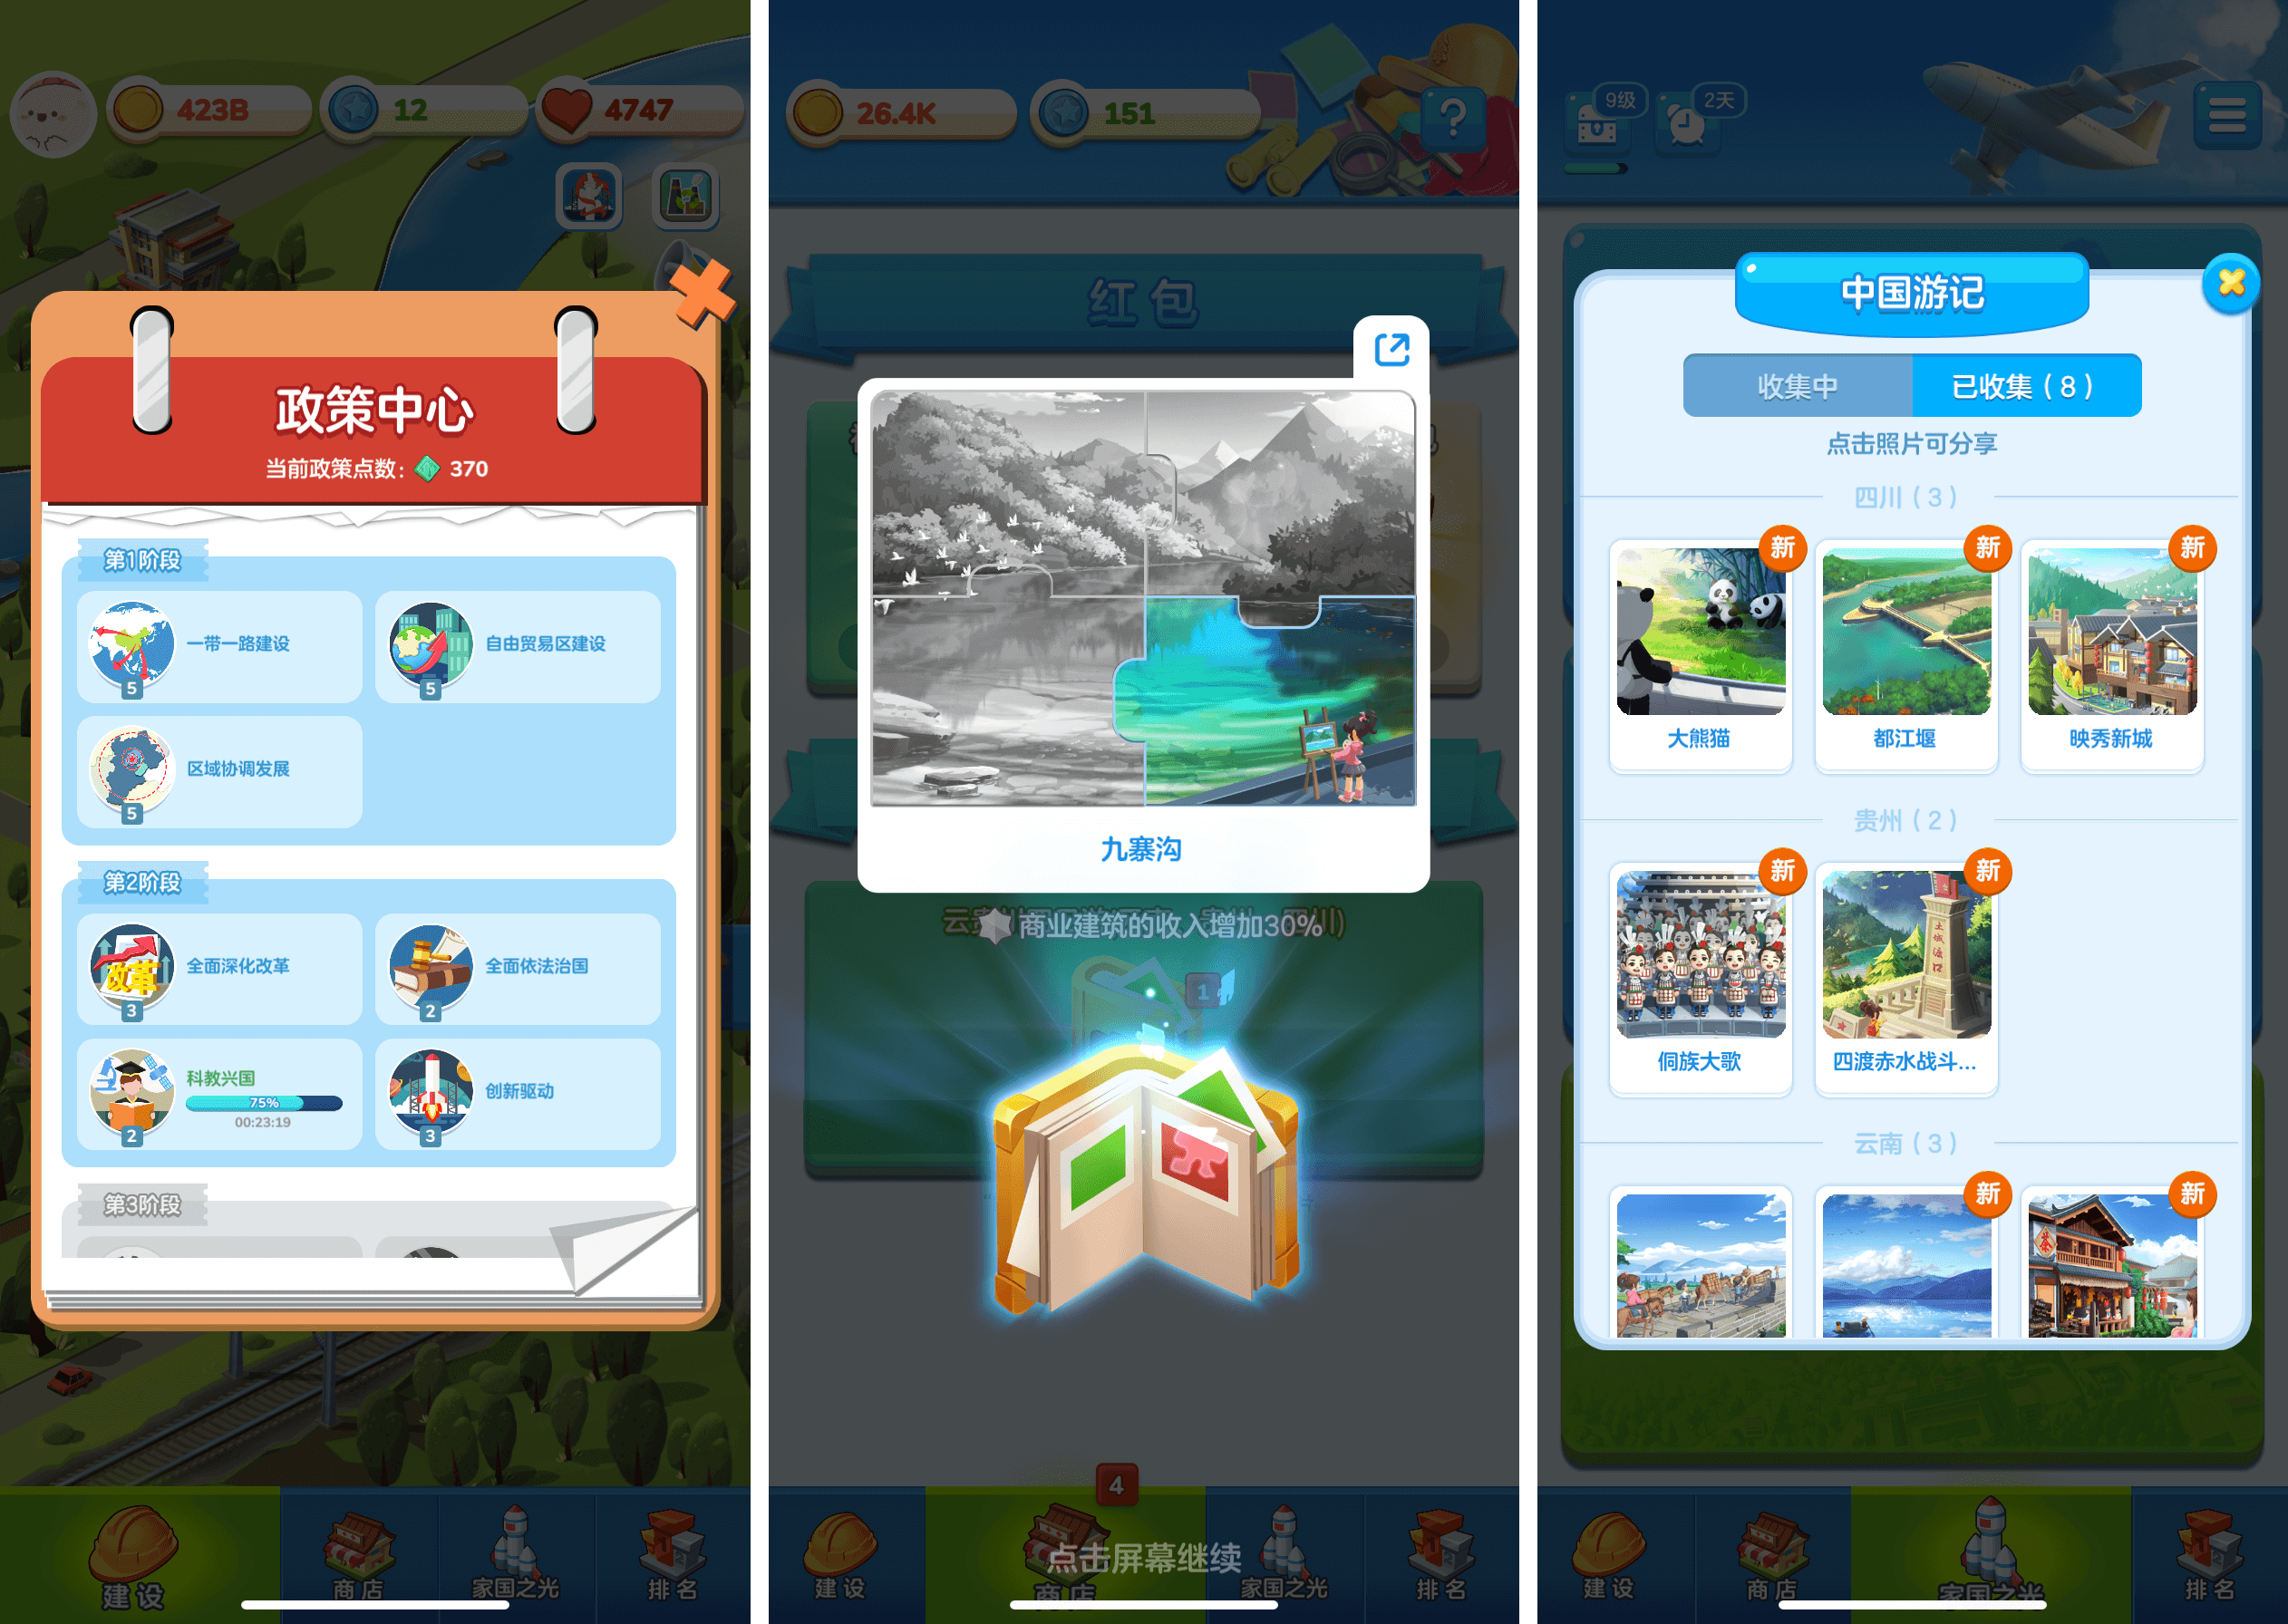 423B
12
4747
政策中心
当前政策点数：370
第1阶段
一带一路建设
5
自由贸易区建设
5
区域协调发展
5
第2阶段
改革
全面深化改革
3
全面依法治国
2
科教兴国
75%
00:23:19
2
创新驱动
3
第3阶段
建设
商店
家国之光
排名
26.4K
151
?
红包
九寨沟
商业建筑的收入增加30%
1
4
点击屏幕继续
建设
商店
家国之光
排名
9级
2天
中国游记
收集中
已收集（8）
点击照片可分享
四川（3）
新
新
新
大熊猫
都江堰
映秀新城
贵州（2）
新
新
土城渡口
侗族大歌
四渡赤水战斗...
云南（3）
新
新
茶
建设
商店
家国之光
排名